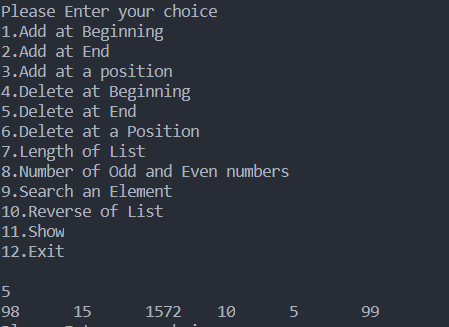 Please Enter your choice
1.Add at Beginning
2.Add at End
3.Add at a position
4.Delete at Beginning
5.Delete at End
6.Delete at a Position
7.Length of List
8.Number of Odd and Even numbers
9.Search an Element
10.Reverse of List
11.Show
12.Exit
5
98 15 1572 10 5 99